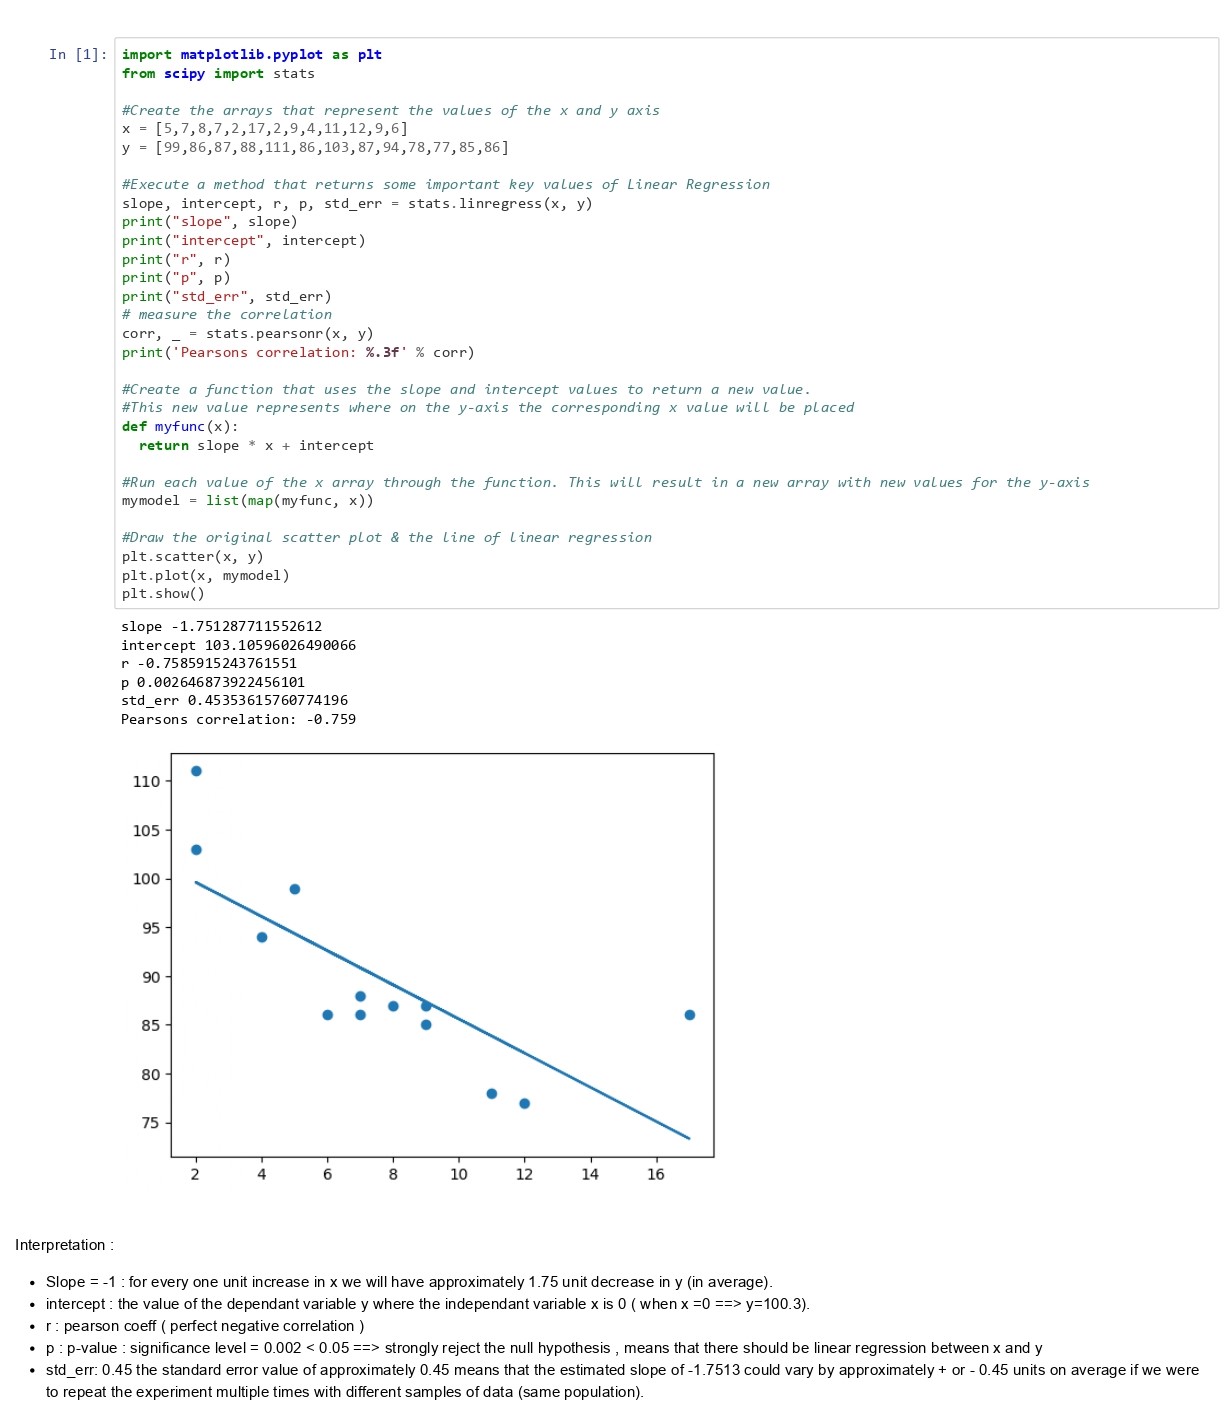 In [1]:
import matplotlib.pyplot as plt
from scipy import stats
#Create the arrays that represent the values of the x and y axis
x = [5,7,8,7,2,17,2,9,4,11,12,9,6]
y = [99,86,87,88,111,86,103,87,94,78,77,85,86]
#Execute a method that returns some important key values of Linear Regression
slope, intercept, r, p, std_err = stats.linregress(x, y)
print("slope", slope)
print("intercept", intercept)
print("r", r)
print("p", p)
print("std_err", std_err)
# measure the correlation
corr, _ = stats.pearsonr(x, y)
print('Pearsons correlation: %.3f' % corr)
#Create a function that uses the slope and intercept values to return a new value.
#This new value represents where on the y-axis the corresponding x value will be placed
def myfunc(x):
  return slope * x + intercept
#Run each value of the x array through the function. This will result in a new array with new values for the y-axis
mymodel = list(map(myfunc, x))
#Draw the original scatter plot & the line of linear regression
plt.scatter(x, y)
plt.plot(x, mymodel)
plt.show()
slope -1.751287711552612
intercept 103.10596026490066
r -0.7585915243761551
p 0.002646873922456101
std_err 0.45353615760774196
Pearsons correlation: -0.759
110
105
100
95
90
85
80
75
2 4 6 8 10 12 14 16
Interpretation :
• Slope = -1 : for every one unit increase in x we will have approximately 1.75 unit decrease in y (in average).
• intercept : the value of the dependant variable y where the independant variable x is 0 ( when x =0 ==> y=100.3).
• r : pearson coeff ( perfect negative correlation )
• p : p-value : significance level = 0.002 < 0.05 ==> strongly reject the null hypothesis , means that there should be linear regression between x and y
• std_err: 0.45 the standard error value of approximately 0.45 means that the estimated slope of -1.7513 could vary by approximately + or - 0.45 units on average if we were
to repeat the experiment multiple times with different samples of data (same population).